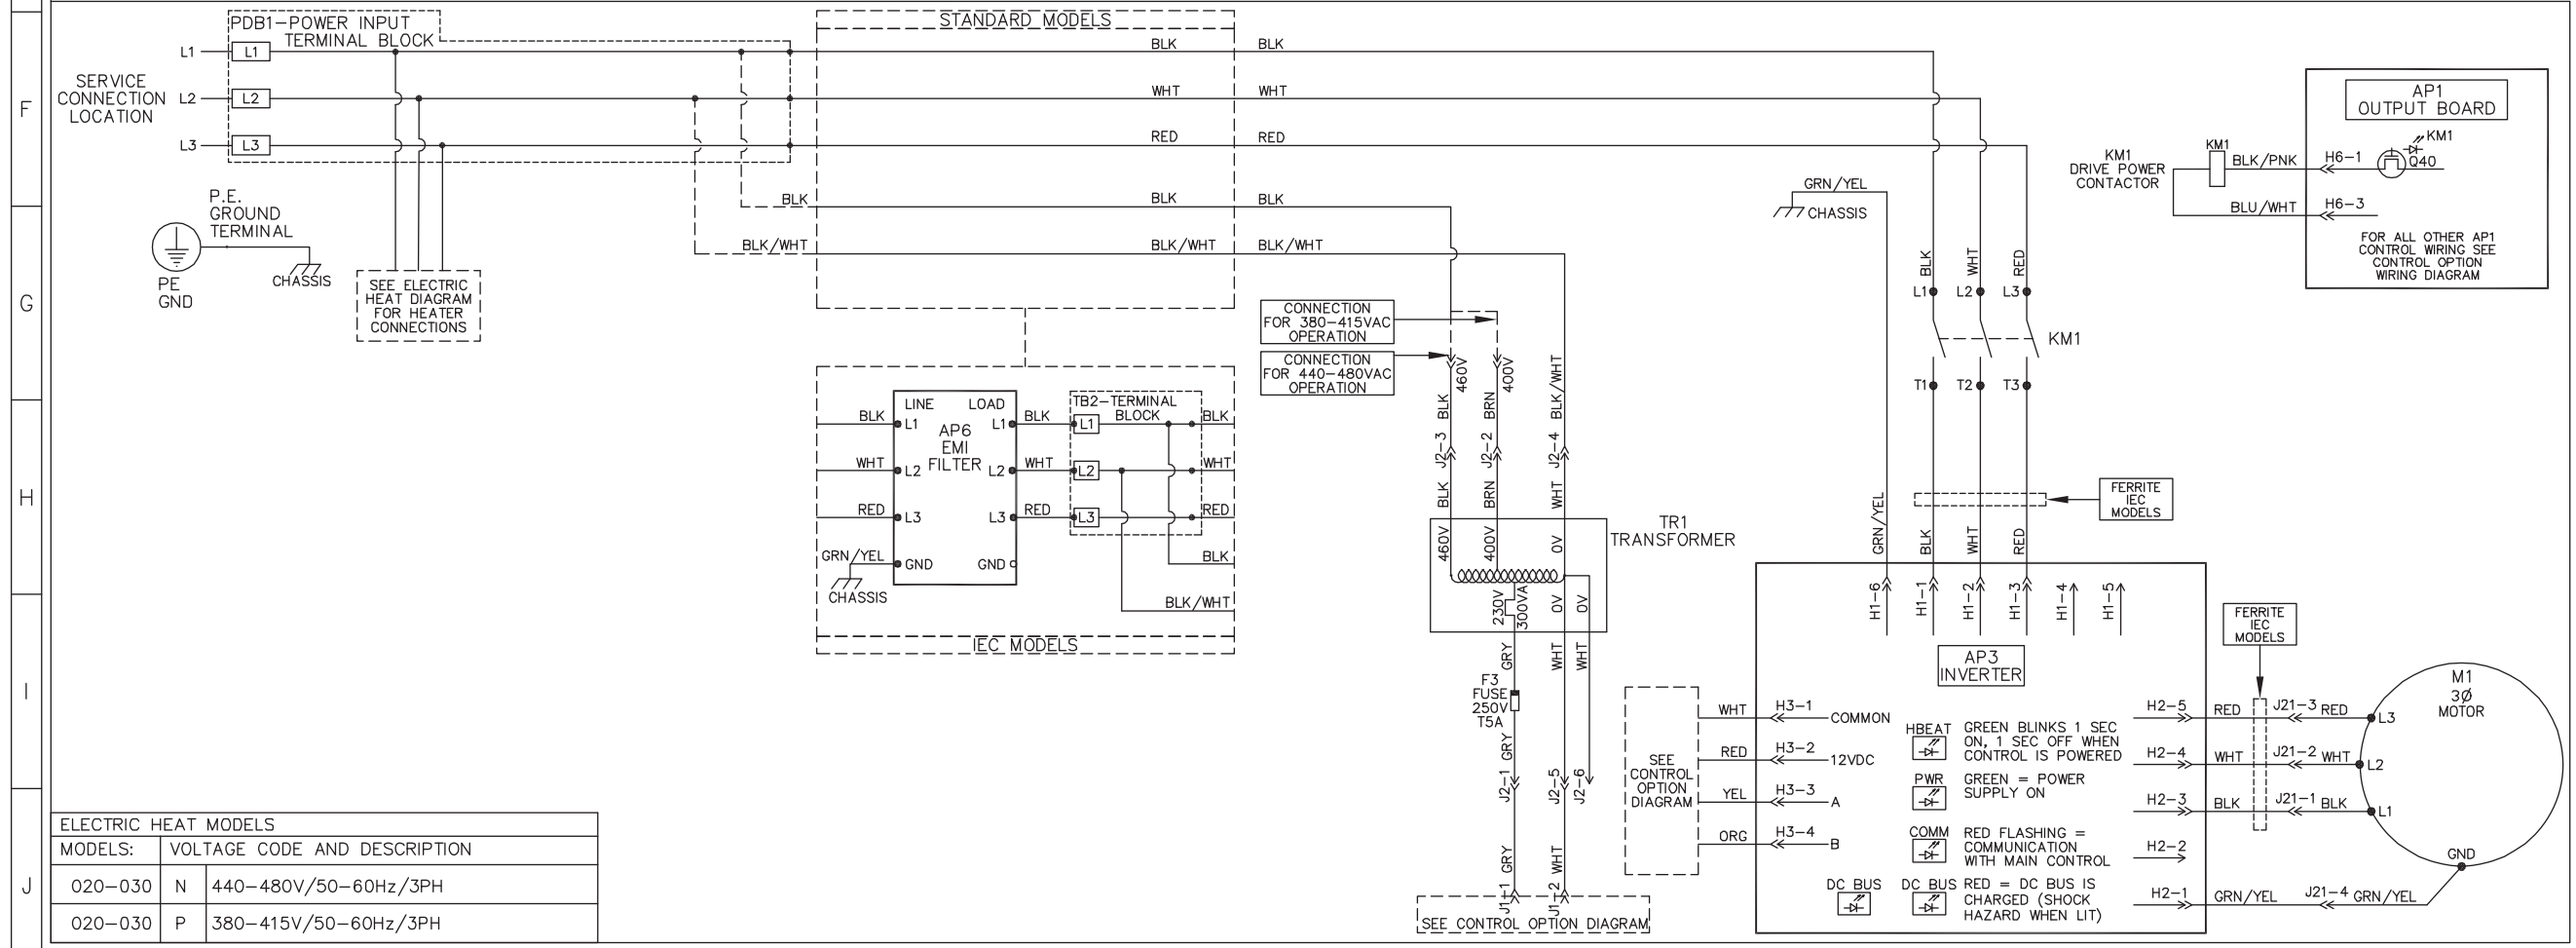 F
G
H
I
J
PDB1-POWER INPUT
TERMINAL BLOCK
SERVICE
CONNECTION
LOCATION
L1
L2
L3
L1
L2
L3
P.E.
GROUND
TERMINAL
PE
GND
CHASSIS
SEE ELECTRIC
HEAT DIAGRAM
FOR HEATER
CONNECTIONS
STANDARD MODELS
BLK
BLK
WHT
WHT
RED
RED
BLK
BLK
BLK
BLK/WHT
BLK/WHT
BLK/WHT
LINE
LOAD
AP6
EMI
FILTER
BLK
L1
L1
BLK
WHT
L2
L2
WHT
RED
L3
L3
RED
GRN/YEL
GND
GND
CHASSIS
TB2-TERMINAL
BLOCK
L1
BLK
L2
WHT
L3
RED
BLK
BLK/WHT
IEC MODELS
CONNECTION
FOR 380-415VAC
OPERATION
CONNECTION
FOR 440-480VAC
OPERATION
460V
400V
BLK
BRN
BLK/WHT
J2-3
J2-2
J2-4
BLK
BRN
WHT
460V
400V
0V
TR1
TRANSFORMER
230V
300VA
0V
0V
GRY
WHT
WHT
F3
FUSE
250V
T5A
GRY
J2-1
J2-5
J2-6
GRY
WHT
J1-1
J1-2
SEE CONTROL OPTION DIAGRAM
GRN/YEL
CHASSIS
BLK
WHT
RED
L1
L2
L3
KM1
T1
T2
T3
FERRITE
IEC
MODELS
GRN/YEL
BLK
WHT
RED
H1-6
H1-1
H1-2
H1-3
H1-4
H1-5
AP3
INVERTER
SEE
CONTROL
OPTION
DIAGRAM
WHT
H3-1
COMMON
RED
H3-2
12VDC
YEL
H3-3
A
ORG
H3-4
B
HBEAT
GREEN BLINKS 1 SEC
ON, 1 SEC OFF WHEN
CONTROL IS POWERED
PWR
GREEN = POWER
SUPPLY ON
COMM
RED FLASHING =
COMMUNICATION
WITH MAIN CONTROL
DC BUS
DC BUS
RED = DC BUS IS
CHARGED (SHOCK
HAZARD WHEN LIT)
H2-5
RED
J21-3
RED
L3
H2-4
WHT
J21-2
WHT
L2
H2-3
BLK
J21-1
BLK
L1
H2-2
H2-1
GRN/YEL
J21-4
GRN/YEL
GND
FERRITE
IEC
MODELS
M1
3Ø
MOTOR
AP1
OUTPUT BOARD
KM1
DRIVE POWER
CONTACTOR
KM1
BLK/PNK
H6-1
KM1
Q40
BLU/WHT
H6-3
FOR ALL OTHER AP1
CONTROL WIRING SEE
CONTROL OPTION
WIRING DIAGRAM
ELECTRIC HEAT MODELS
MODELS: VOLTAGE CODE AND DESCRIPTION
020-030 N 440-480V/50-60Hz/3PH
020-030 P 380-415V/50-60Hz/3PH